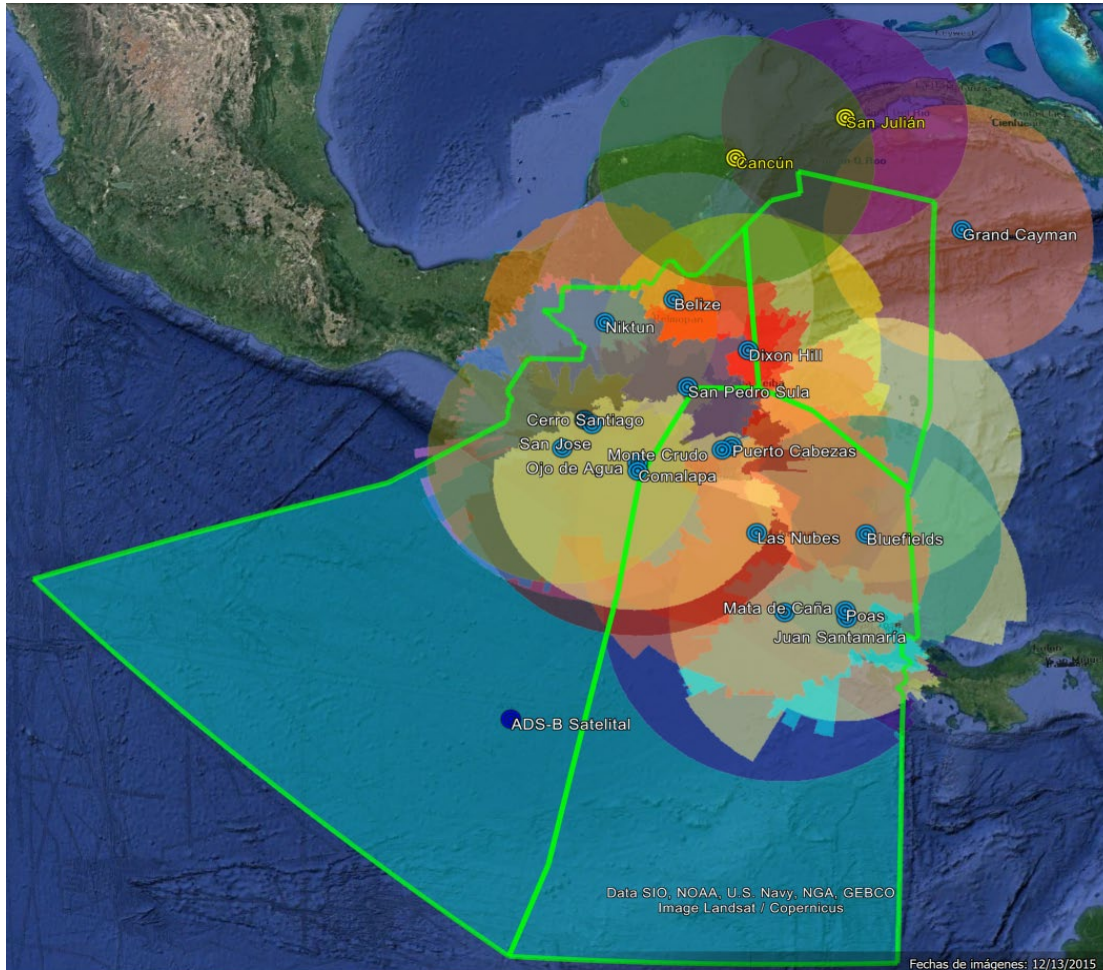 San Julián
Cancún
Grand Cayman
Belize
Niktun
Dixon Hill
San Pedro Sula
Cerro Santiago
San Jose
Monte Crudo
Puerto Cabezas
Ojo de Agua
Comalapa
Las Nubes
Bluefields
Mata de Caña
Poas
Juan Santamaría
ADS-B Satelital
Data SIO, NOAA, U.S. Navy, NGA, GEBCO
Image Landsat / Copernicus
Fechas de imágenes: 12/13/2015